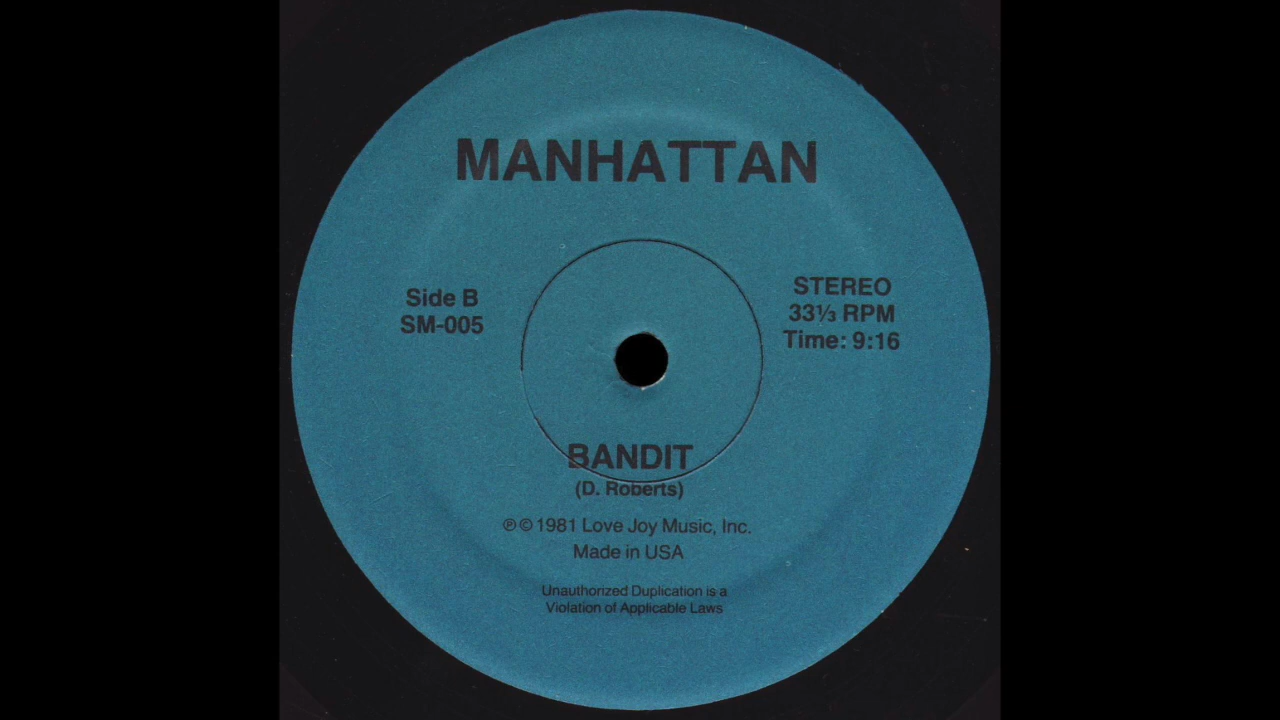 MANHATTAN
Side B
SM-005
STEREO
33⅓ RPM
Time: 9:16
BANDIT
(D. Roberts)
℗ © 1981 Love Joy Music, Inc.
Made in USA
Unauthorized Duplication is a
Violation of Applicable Laws